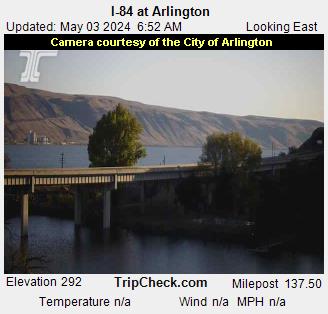 I-84 at Arlington
Updated: May 03 2024 6:52 AM Looking East
Camera courtesy of the City of Arlington
Elevation 292 TripCheck.com Milepost 137.50
Temperature n/a Wind n/a MPH n/a